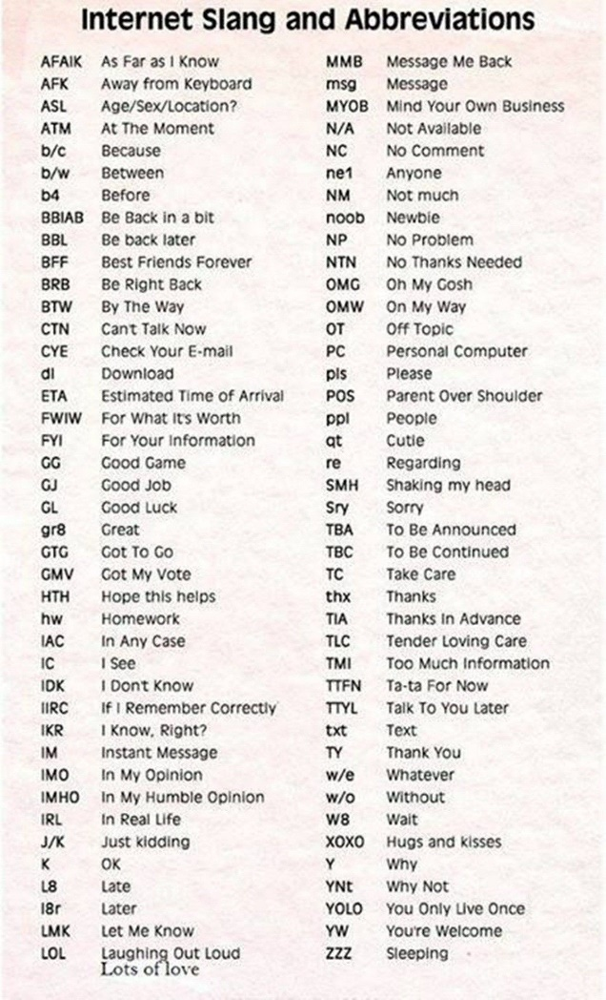 Internet Slang and Abbreviations
AFAIK As Far as I Know
AFK Away from Keyboard
ASL Age/Sex/Location?
ATM At The Moment
b/c Because
b/w Between
b4 Before
BBIAB Be Back in a bit
BBL Be back later
BFF Best Friends Forever
BRB Be Right Back
BTW By The Way
CTN Can't Talk Now
CYE Check Your E-mail
dl Download
ETA Estimated Time of Arrival
FWIW For What It's Worth
FYI For Your Information
GG Good Game
GJ Good Job
GL Good Luck
gr8 Great
GTG Got To Go
GMV Got My Vote
HTH Hope this helps
hw Homework
IAC In Any Case
IC I See
IDK I Don't Know
IIRC If I Remember Correctly
IKR I Know, Right?
IM Instant Message
IMO In My Opinion
IMHO In My Humble Opinion
IRL In Real Life
J/K Just kidding
K OK
L8 Late
l8r Later
LMK Let Me Know
LOL Laughing Out Loud
Lots of love
MMB Message Me Back
msg Message
MYOB Mind Your Own Business
N/A Not Available
NC No Comment
ne1 Anyone
NM Not much
noob Newbie
NP No Problem
NTN No Thanks Needed
OMG Oh My Gosh
OMW On My Way
OT Off Topic
PC Personal Computer
pls Please
POS Parent Over Shoulder
ppl People
qt Cutie
re Regarding
SMH Shaking my head
Sry Sorry
TBA To Be Announced
TBC To Be Continued
TC Take Care
thx Thanks
TIA Thanks In Advance
TLC Tender Loving Care
TMI Too Much Information
TTFN Ta-ta For Now
TTYL Talk To You Later
txt Text
TY Thank You
w/e Whatever
w/o Without
W8 Wait
XOXO Hugs and kisses
Y Why
YNt Why Not
YOLO You Only Live Once
YW You're Welcome
ZZZ Sleeping